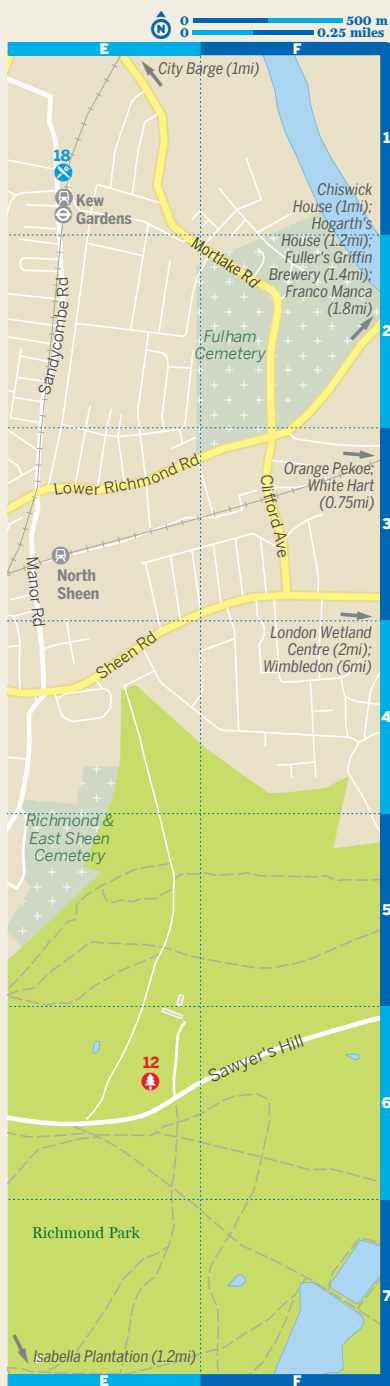 N
0 500 m
0 0.25 miles
E F
City Barge (1mi)
1
18
Kew
Gardens
Chiswick
House (1mi);
Hogarth's
House (1.2mi);
Fuller's Griffin
Brewery (1.4mi);
Franco Manca
(1.8mi)
Mortlake Rd
Sandycombe Rd
2
Fulham
Cemetery
Lower Richmond Rd
Orange Pekoe;
White Hart
(0.75mi)
Clifford Ave
3
North
Sheen
Manor Rd
London Wetland
Centre (2mi);
Wimbledon (6mi)
Sheen Rd
4
Richmond &
East Sheen
Cemetery
5
12
Sawyer's Hill
6
Richmond Park
7
Isabella Plantation (1.2mi)
E F